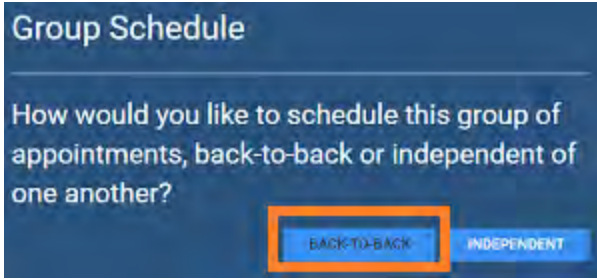 Group Schedule
How would you like to schedule this group of
appointments, back-to-back or independent of
one another?
BACK-TO-BACK INDEPENDENT